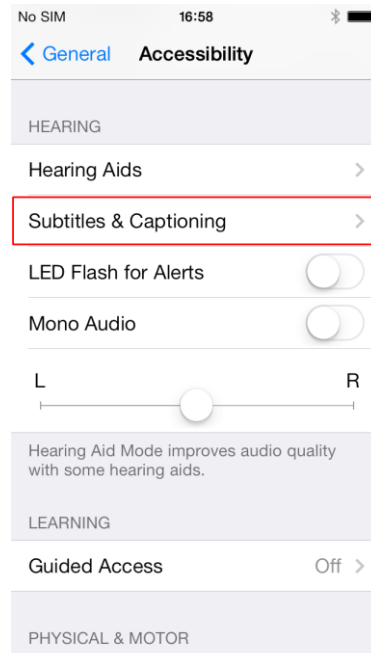 No SIM 16:58
General Accessibility
HEARING
Hearing Aids
Subtitles & Captioning
LED Flash for Alerts
Mono Audio
L R
Hearing Aid Mode improves audio quality
with some hearing aids.
LEARNING
Guided Access Off
PHYSICAL & MOTOR